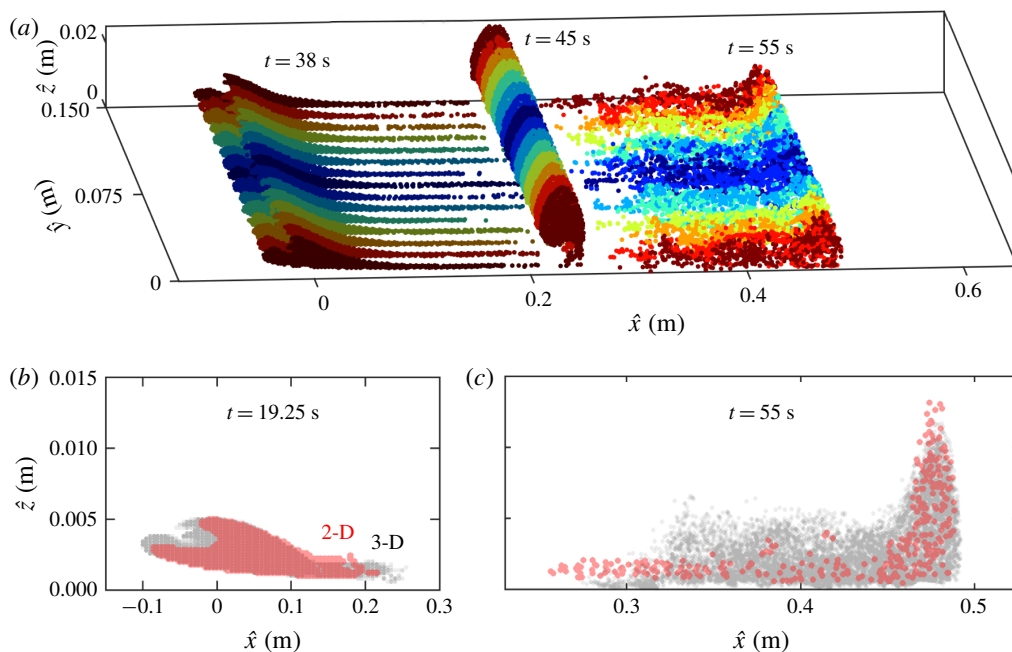 (a)
0.02
ẑ (m)
0
0.150
0.075
ŷ (m)
0
t = 38 s
t = 45 s
t = 55 s
0
0.2
0.4
0.6
x̂ (m)
(b)
0.015
0.010
0.005
0.000
ẑ (m)
t = 19.25 s
2-D
3-D
−0.1
0
0.1
0.2
0.3
x̂ (m)
(c)
t = 55 s
0.3
0.4
0.5
x̂ (m)